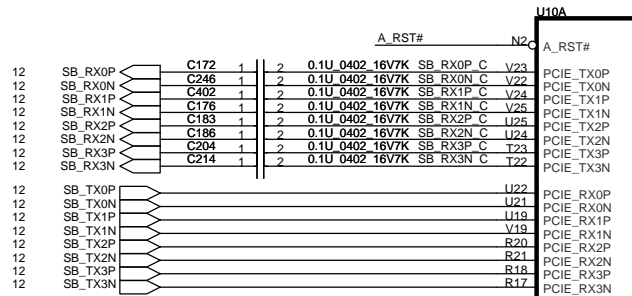 U10A
A_RST# N2 A_RST#
12 SB_RX0P C172 1 2 0.1U_0402_16V7K SB_RX0P_C V23 PCIE_TX0P
12 SB_RX0N C246 1 2 0.1U_0402_16V7K SB_RX0N_C V22 PCIE_TX0N
12 SB_RX1P C402 1 2 0.1U_0402_16V7K SB_RX1P_C V24 PCIE_TX1P
12 SB_RX1N C176 1 2 0.1U_0402_16V7K SB_RX1N_C V25 PCIE_TX1N
12 SB_RX2P C183 1 2 0.1U_0402_16V7K SB_RX2P_C U25 PCIE_TX2P
12 SB_RX2N C186 1 2 0.1U_0402_16V7K SB_RX2N_C U24 PCIE_TX2N
12 SB_RX3P C204 1 2 0.1U_0402_16V7K SB_RX3P_C T23 PCIE_TX3P
12 SB_RX3N C214 1 2 0.1U_0402_16V7K SB_RX3N_C T22 PCIE_TX3N
12 SB_TX0P U22 PCIE_RX0P
12 SB_TX0N U21 PCIE_RX0N
12 SB_TX1P U19 PCIE_RX1P
12 SB_TX1N V19 PCIE_RX1N
12 SB_TX2P R20 PCIE_RX2P
12 SB_TX2N R21 PCIE_RX2N
12 SB_TX3P R18 PCIE_RX3P
12 SB_TX3N R17 PCIE_RX3N